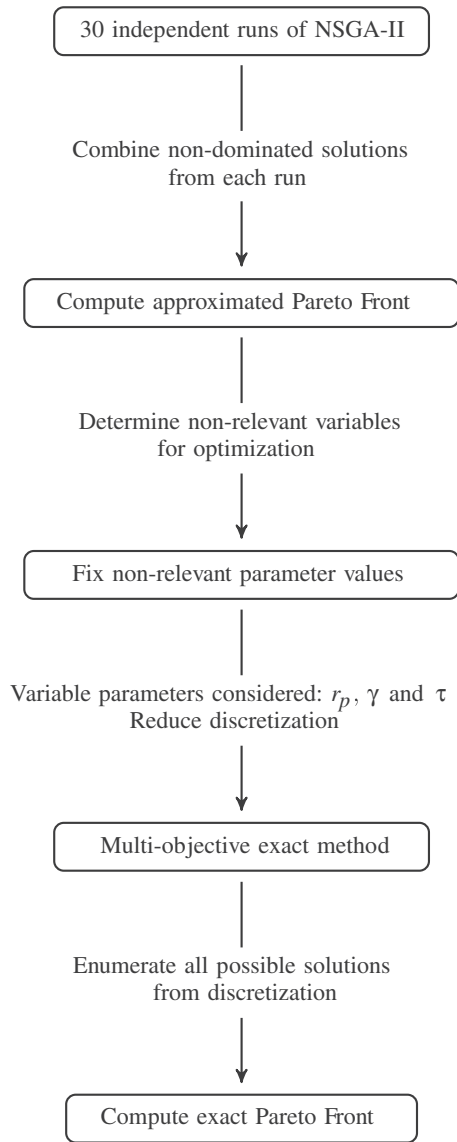 30 independent runs of NSGA-II
Combine non-dominated solutions
from each run
Compute approximated Pareto Front
Determine non-relevant variables
for optimization
Fix non-relevant parameter values
Variable parameters considered: r_p, γ and τ
Reduce discretization
Multi-objective exact method
Enumerate all possible solutions
from discretization
Compute exact Pareto Front